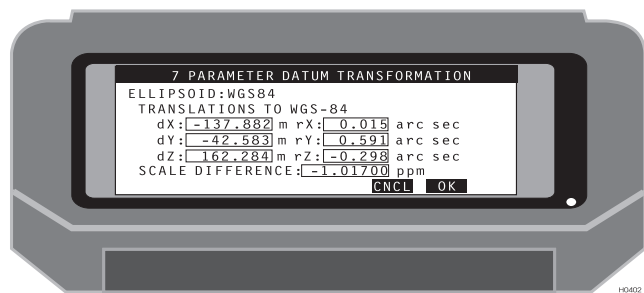 7 PARAMETER DATUM TRANSFORMATION
ELLIPSOID:WGS84
TRANSLATIONS TO WGS-84
dX: -137.882 m rX: 0.015 arc sec
dY: -42.583 m rY: 0.591 arc sec
dZ: 162.284 m rZ: -0.298 arc sec
SCALE DIFFERENCE: -1.01700 ppm
CNCL OK
H0402